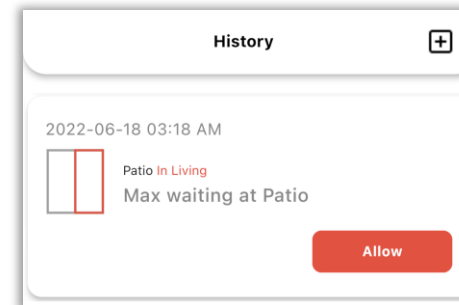 History
2022-06-18 03:18 AM
Patio In Living
Max waiting at Patio
Allow